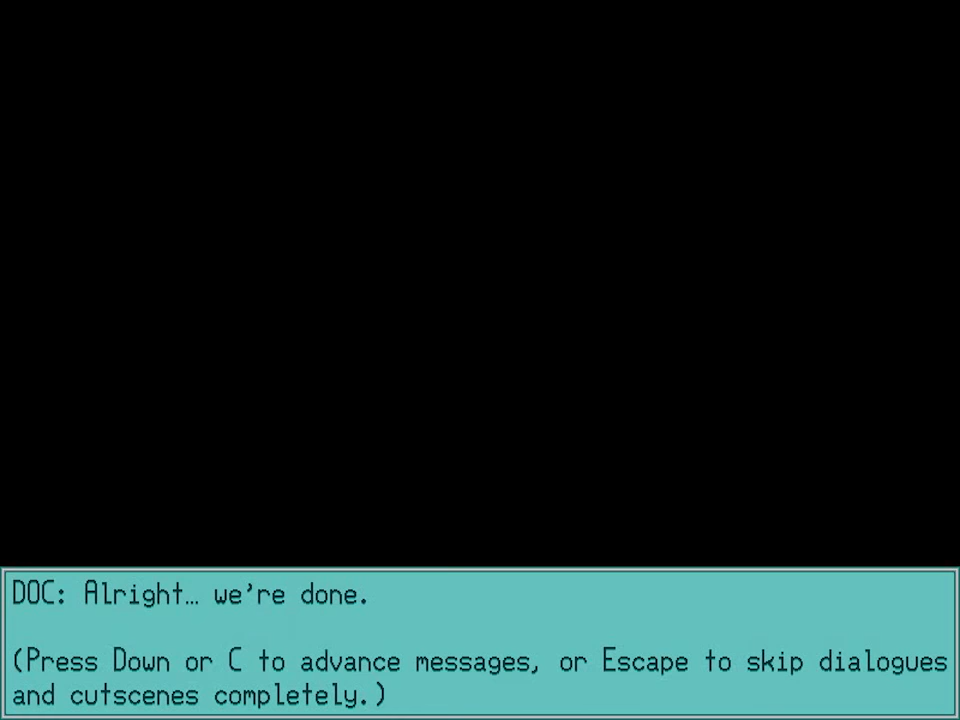 DOC: Alright… we’re done.
(Press Down or C to advance messages, or Escape to skip dialogues
and cutscenes completely.)